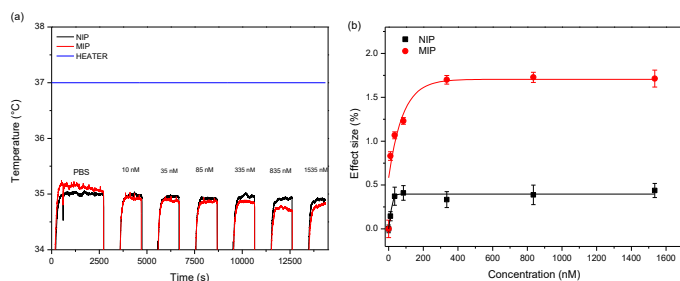 (a)
NIP
MIP
HEATER
38
37
36
35
34
Temperature (°C)
PBS
10 nM
35 nM
85 nM
335 nM
835 nM
1535 nM
0
2500
5000
7500
10000
12500
Time (s)
(b)
NIP
MIP
2.0
1.5
1.0
0.5
0.0
Effect size (%)
0
200
400
600
800
1000
1200
1400
1600
Concentration (nM)